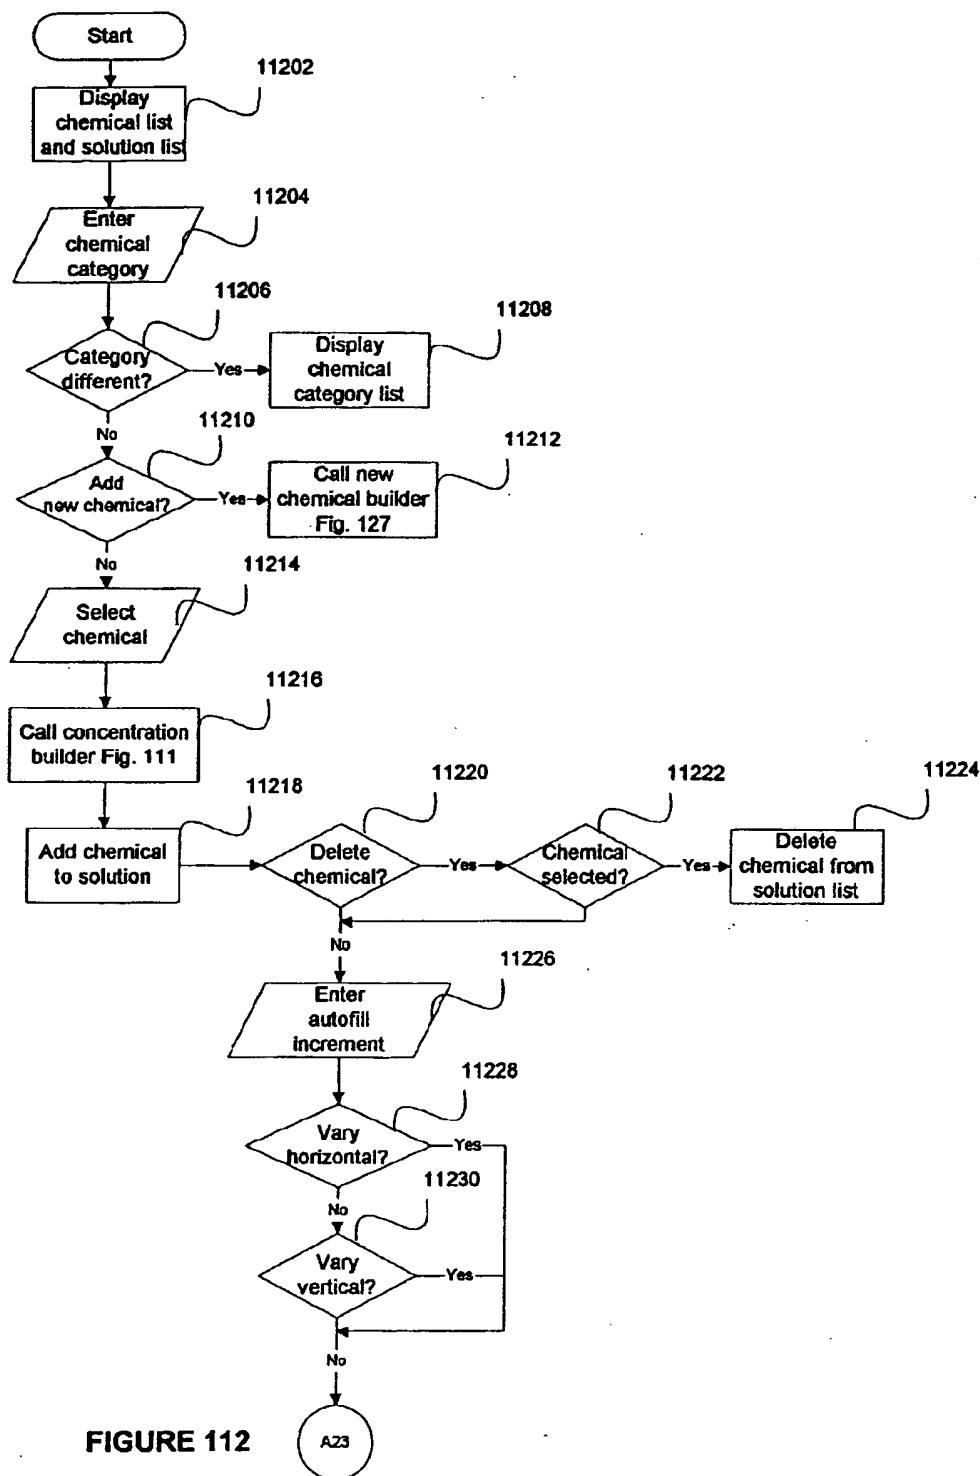 Start
11202
Display
chemical list
and solution list
11204
Enter
chemical
category
11206
Category
different?
Yes
11208
Display
chemical
category list
No
11210
Add
new chemical?
Yes
11212
Call new
chemical builder
Fig. 127
No
11214
Select
chemical
11216
Call concentration
builder Fig. 111
11218
Add chemical
to solution
11220
Delete
chemical?
Yes
11222
Chemical
selected?
Yes
11224
Delete
chemical from
solution list
No
11226
Enter
autofill
increment
11228
Vary
horizontal?
Yes
No
11230
Vary
vertical?
Yes
No
A23
FIGURE 112